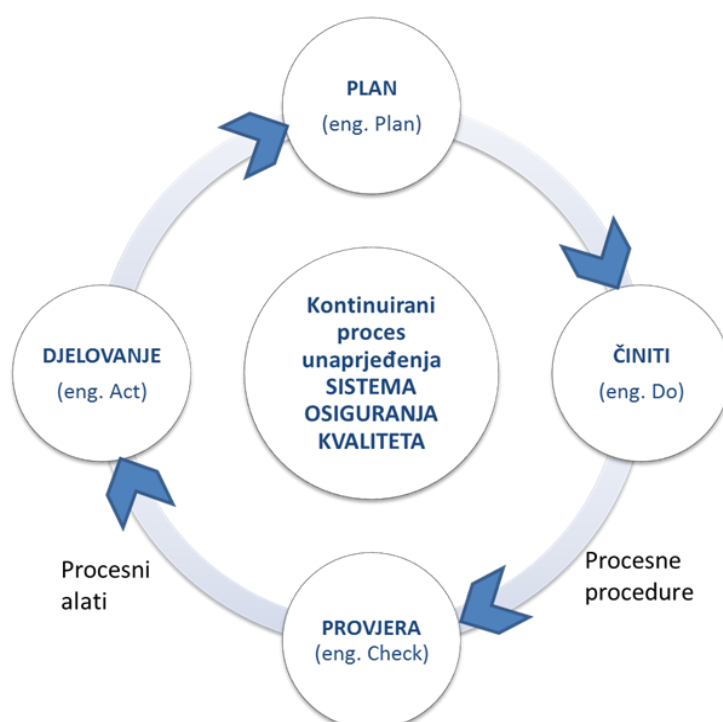 PLAN
(eng. Plan)
Kontinuirani
proces
unaprjeđenja
SISTEMA
OSIGURANJA
KVALITETA
DJELOVANJE
(eng. Act)
ČINITI
(eng. Do)
Procesni
alati
Procesne
procedure
PROVJERA
(eng. Check)